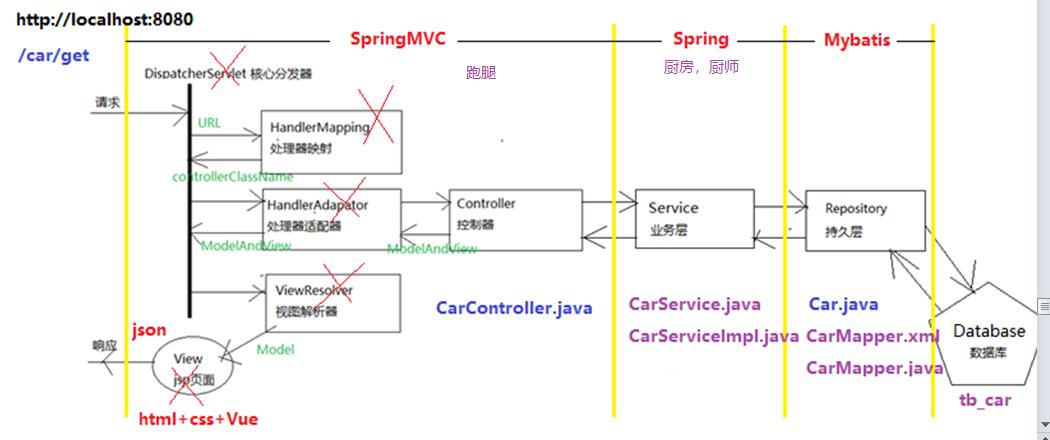 http://localhost:8080
/car/get
SpringMVC
Spring
Mybatis
跑腿
厨房，厨师
DispatcherServlet 核心分发器
请求
URL
HandlerMapping
处理器映射
controllerClassName
HandlerAdapator
处理器适配器
ModelAndView
Controller
控制器
ModelAndView
Service
业务层
Repository
持久层
ViewResolver
视图解析器
CarController.java
CarService.java
CarServiceImpl.java
Car.java
CarMapper.xml
CarMapper.java
Database
数据库
tb_car
json
响应
Model
View
jsp页面
html+css+Vue